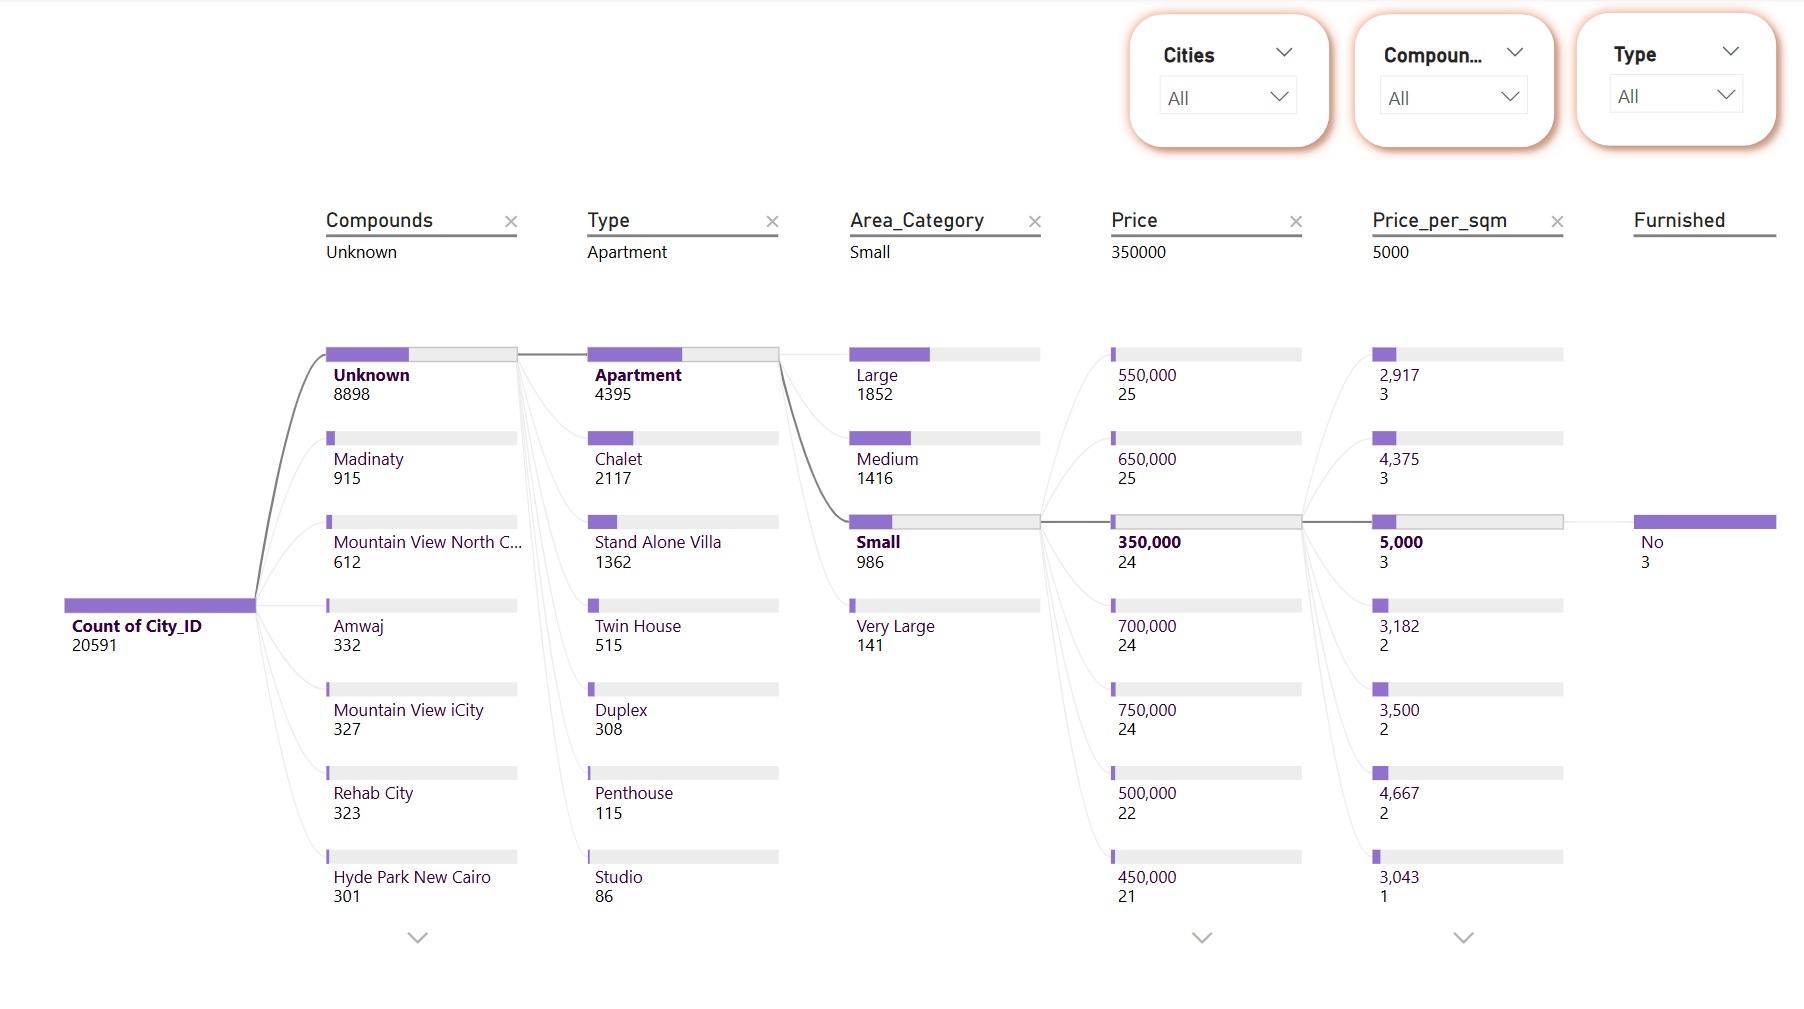 Cities
All
Compoun...
All
Type
All
Compounds
Unknown
Type
Apartment
Area_Category
Small
Price
350000
Price_per_sqm
5000
Furnished
Count of City_ID
20591
Unknown
8898
Madinaty
915
Mountain View North C...
612
Amwaj
332
Mountain View iCity
327
Rehab City
323
Hyde Park New Cairo
301
Apartment
4395
Chalet
2117
Stand Alone Villa
1362
Twin House
515
Duplex
308
Penthouse
115
Studio
86
Large
1852
Medium
1416
Small
986
Very Large
141
550,000
25
650,000
25
350,000
24
700,000
24
750,000
24
500,000
22
450,000
21
2,917
3
4,375
3
5,000
3
3,182
2
3,500
2
4,667
2
3,043
1
No
3